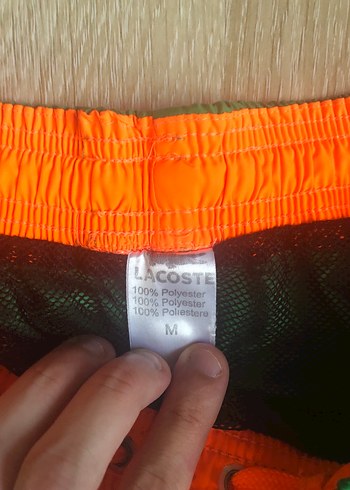 LACOSTE
100% Polyester
100% Polyester
100% Poliestere
M